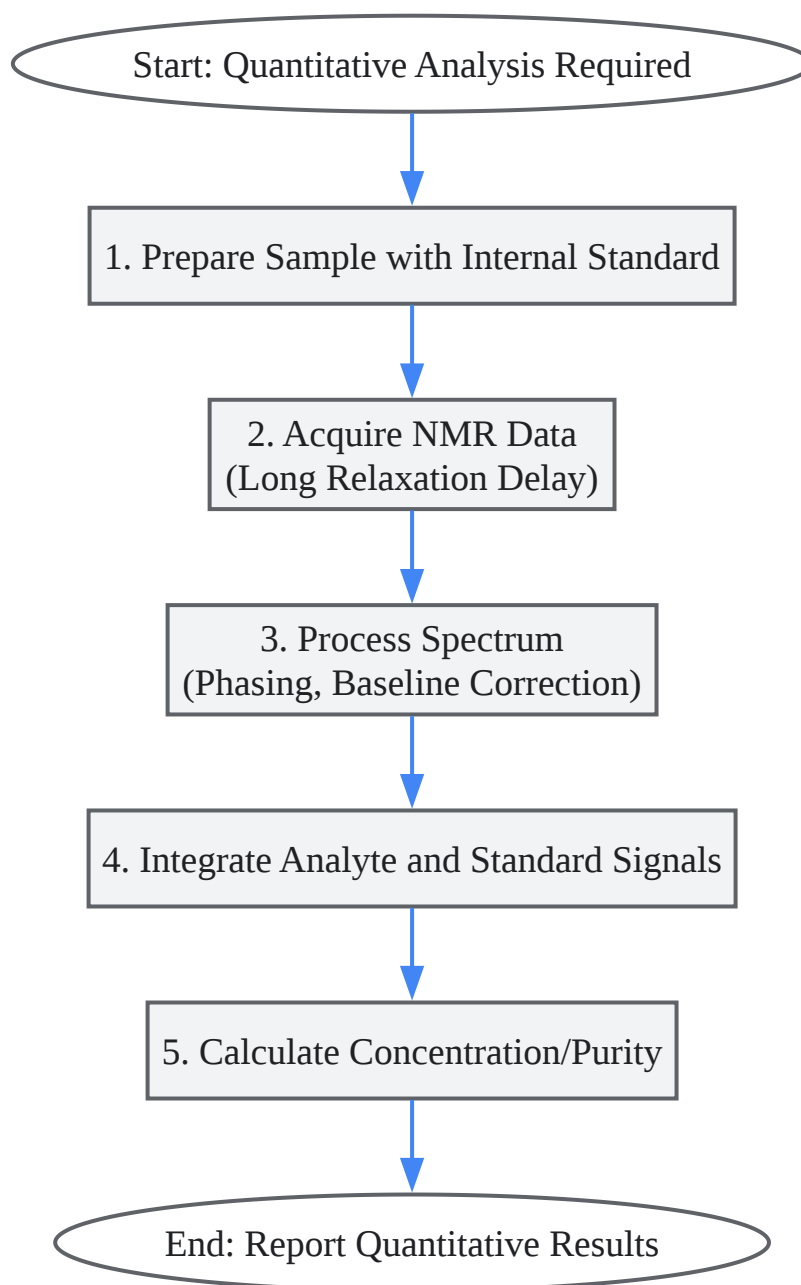 Start: Quantitative Analysis Required
1. Prepare Sample with Internal Standard
2. Acquire NMR Data
(Long Relaxation Delay)
3. Process Spectrum
(Phasing, Baseline Correction)
4. Integrate Analyte and Standard Signals
5. Calculate Concentration/Purity
End: Report Quantitative Results